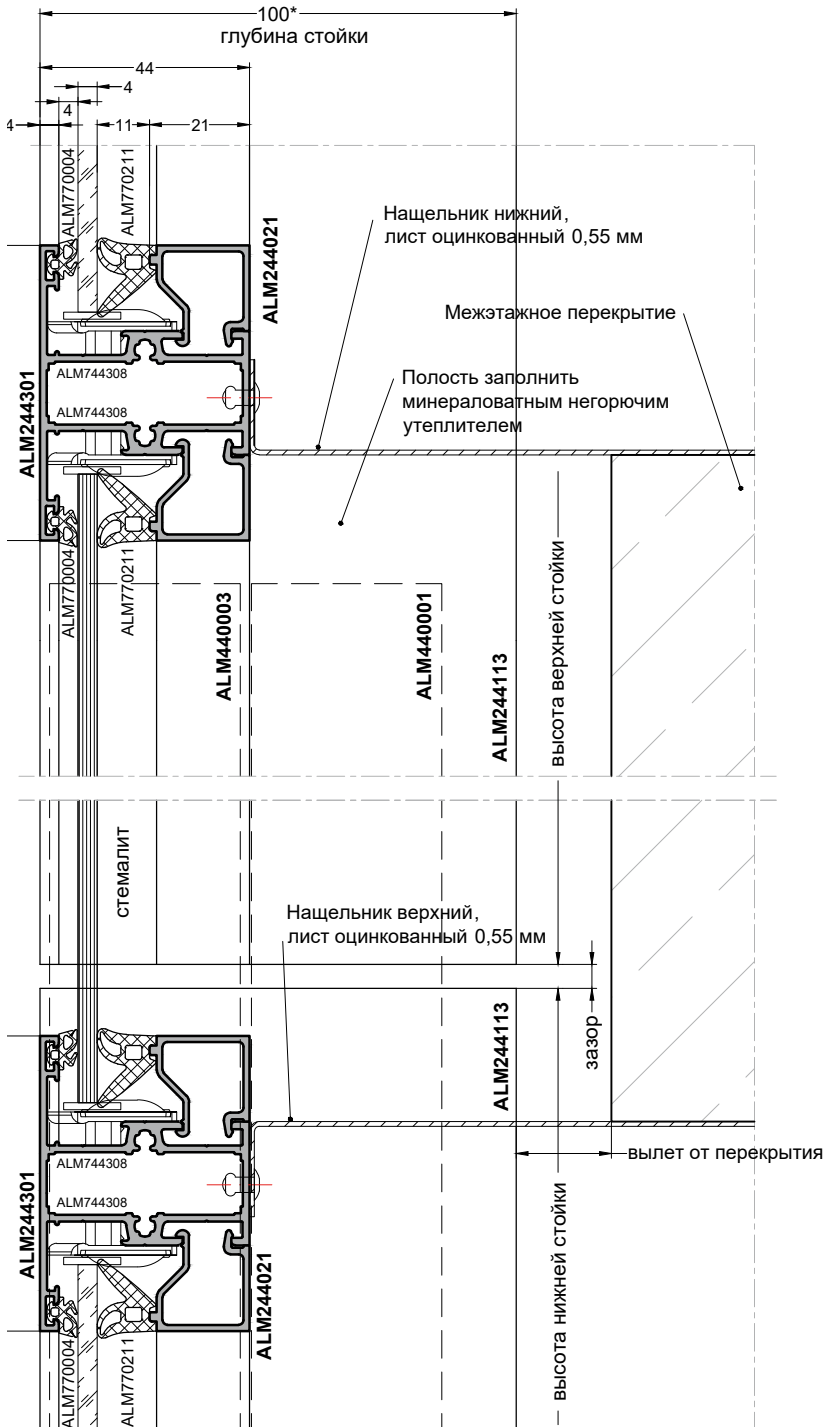 100*
глубина стойки
44
4
4
4
11
21
ALM770004
ALM770211
ALM244021
Нащельник нижний,
лист оцинкованный 0,55 мм
Межэтажное перекрытие
ALM744308
ALM744308
ALM244301
Полость заполнить
минераловатным негорючим
утеплителем
ALM770004
ALM770211
ALM440003
ALM440001
ALM244113
высота верхней стойки
стемалит
Нащельник верхний,
лист оцинкованный 0,55 мм
ALM244113
зазор
вылет от перекрытия
ALM744308
ALM744308
ALM244301
ALM244021
высота нижней стойки
ALM770004
ALM770211